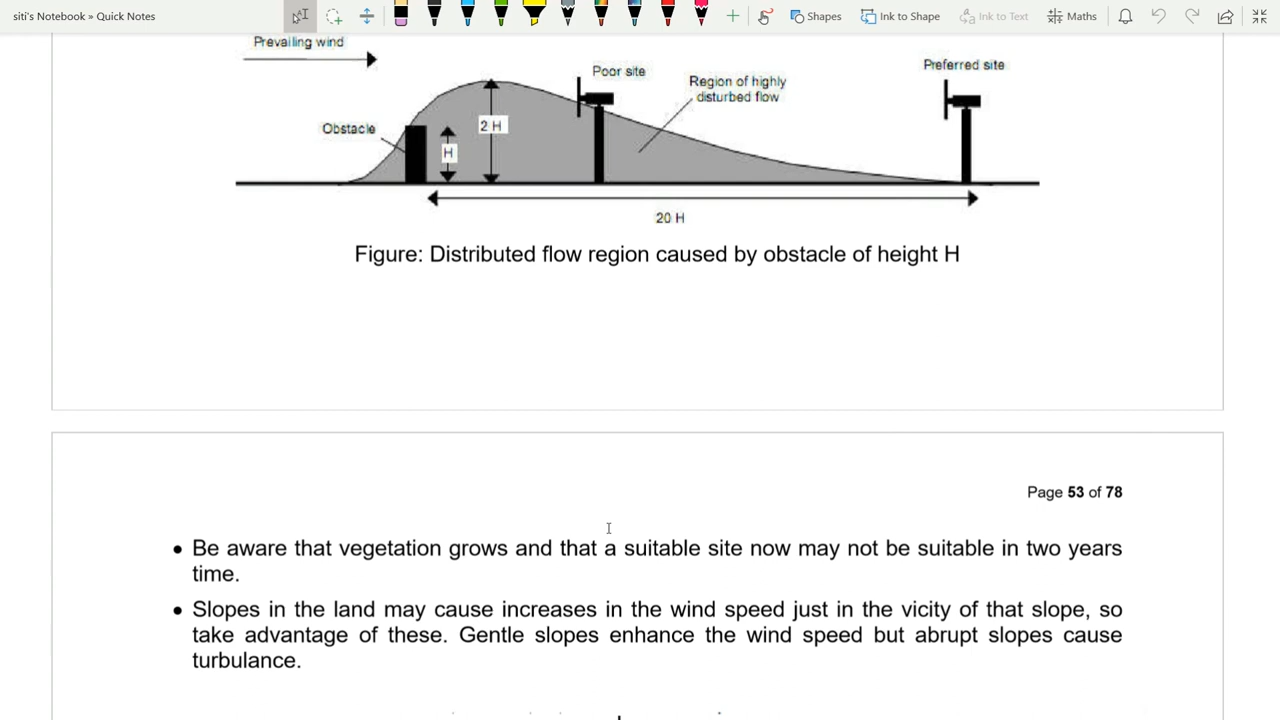 siti's Notebook » Quick Notes
Shapes
Ink to Shape
Ink to Text
Maths
Prevailing wind
Poor site
Preferred site
Region of highly
disturbed flow
Obstacle
2 H
H
20 H
Figure: Distributed flow region caused by obstacle of height H
Page 53 of 78
• Be aware that vegetation grows and that a suitable site now may not be suitable in two years
time.
• Slopes in the land may cause increases in the wind speed just in the vicity of that slope, so
take advantage of these. Gentle slopes enhance the wind speed but abrupt slopes cause
turbulance.